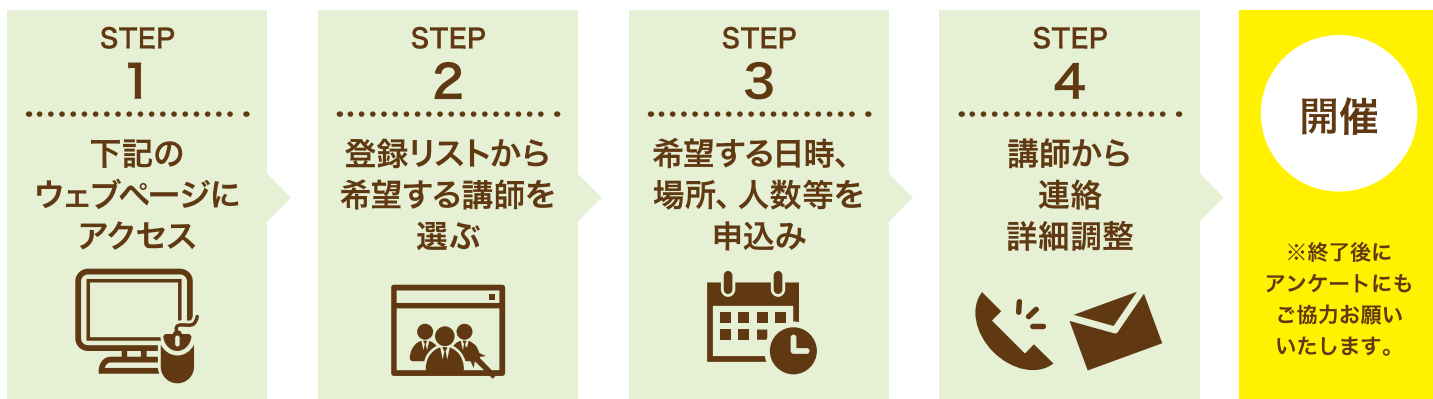 STEP
1
下記の
ウェブページに
アクセス
STEP
2
登録リストから
希望する講師を
選ぶ
STEP
3
希望する日時、
場所、人数等を
申込み
STEP
4
講師から
連絡
詳細調整
開催
※終了後に
アンケートにも
ご協力お願い
いたします。